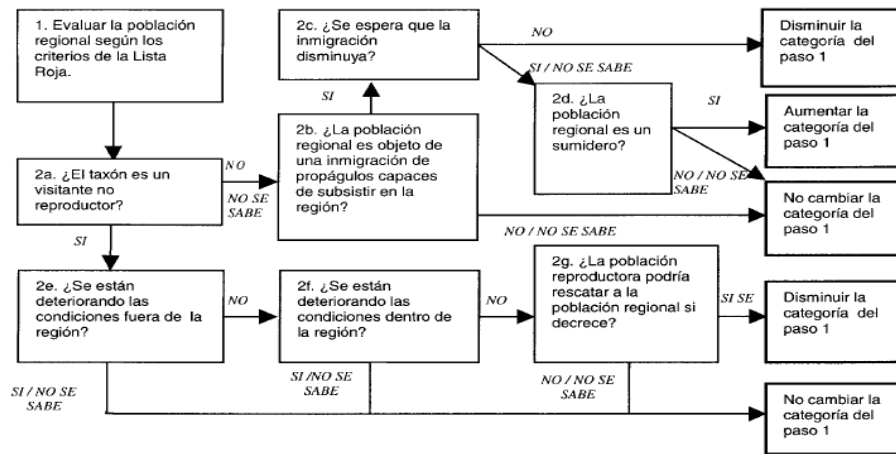 1. Evaluar la población
regional según los
criterios de la Lista
Roja.
2c. ¿Se espera que la
inmigración
disminuya?
NO
Disminuir la
categoría del
paso 1
SI / NO SE SABE
SI
2d. ¿La
población
regional es un
sumidero?
SI
Aumentar la
categoría del
paso 1
2a. ¿El taxón es un
visitante no
reproductor?
NO
NO SE
SABE
2b. ¿La población
regional es objeto de
una inmigración de
propágulos capaces
de subsistir en la
región?
NO / NO SE
SABE
No cambiar la
categoría del
paso 1
NO / NO SE SABE
SI
2e. ¿Se están
deteriorando las
condiciones fuera de la
región?
NO
2f. ¿Se están
deteriorando las
condiciones dentro de
la región?
NO
2g. ¿La población
reproductora podría
rescatar a la
población regional si
decrece?
SI SE
Disminuir la
categoría del
paso 1
SI / NO SE
SABE
SI /NO SE
SABE
NO / NO SE
SABE
No cambiar la
categoría del
paso 1